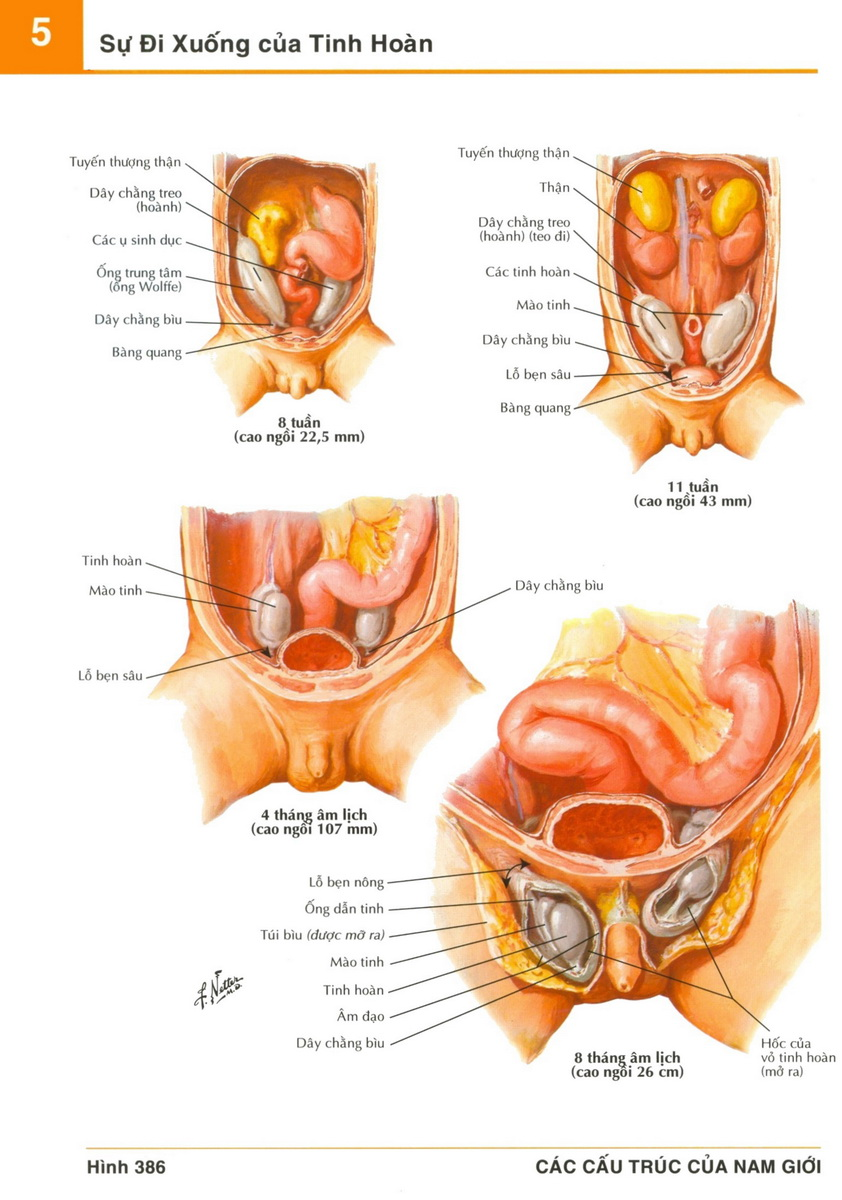 5
Sự Đi Xuống của Tinh Hoàn
Tuyến thượng thận
Dây chằng treo
(hoành)
Các ụ sinh dục
Ống trung tâm
(ống Wolffe)
Dây chằng bìu
Bàng quang
8 tuần
(cao ngồi 22,5 mm)
Tuyến thượng thận
Thận
Dây chằng treo
(hoành) (teo đi)
Các tinh hoàn
Mào tinh
Dây chằng bìu
Lỗ bẹn sâu
Bàng quang
11 tuần
(cao ngồi 43 mm)
Tinh hoàn
Mào tinh
Lỗ bẹn sâu
Dây chằng bìu
4 tháng âm lịch
(cao ngồi 107 mm)
Lỗ bẹn nông
Ống dẫn tinh
Túi bìu (được mỡ ra)
Mào tinh
Tinh hoàn
Âm đạo
Dây chằng bìu
8 tháng âm lịch
(cao ngồi 26 cm)
Hốc của
vỏ tinh hoàn
(mở ra)
F. Netter
M.D.
Hình 386
CÁC CẤU TRÚC CỦA NAM GIỚI